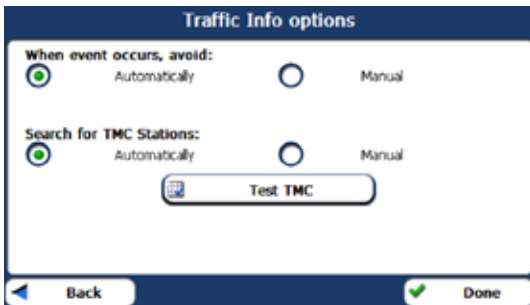 Traffic Info options
When event occurs, avoid:
Automatically Manual
Search for TMC Stations:
Automatically Manual
Test TMC
Back Done